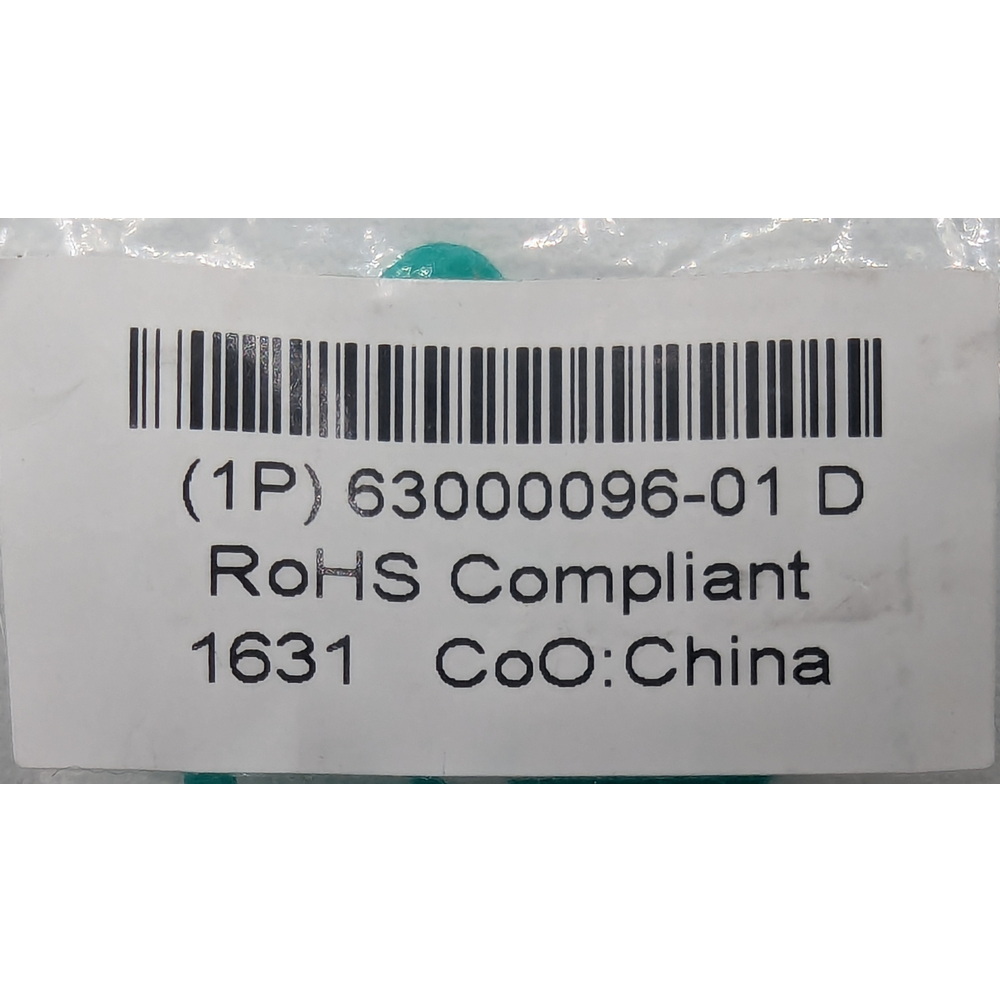 (1P) 63000096-01 D
RoHS Compliant
1631 CoO:China